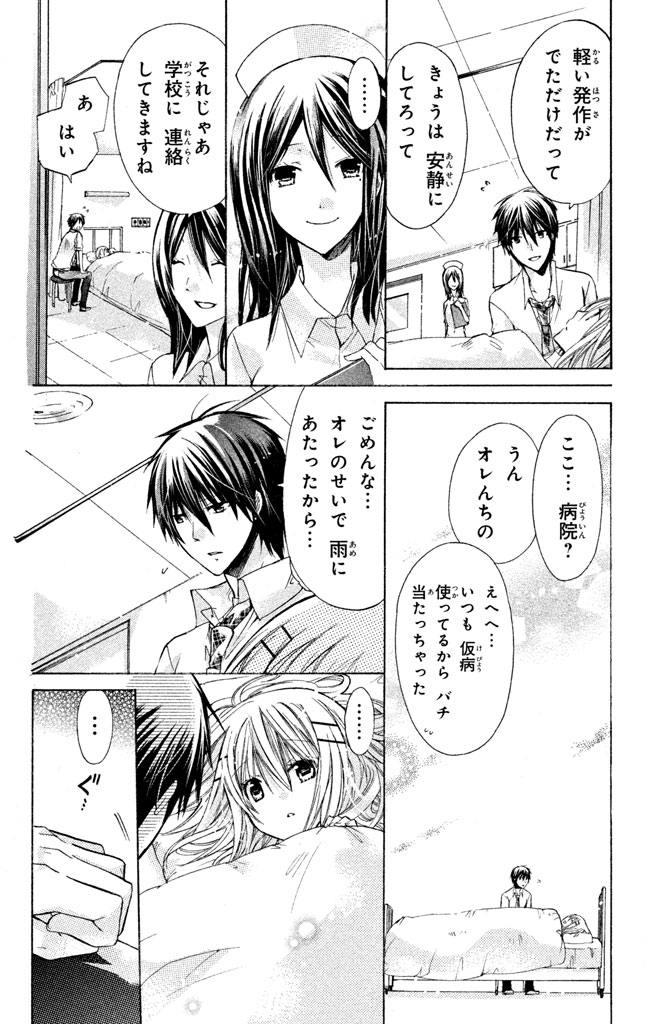 軽い発作が
でただけだって
きょうは 安静に
してろって
……
それじゃあ
学校に 連絡
してきますね
あ
はい
ここ… 病院?
うん
オレんちの
えへへ…
いつも 仮病
使ってるから バチ
当たっちゃった
ごめんな…
オレのせいで 雨に
あたったから…
……
…
ぐっ